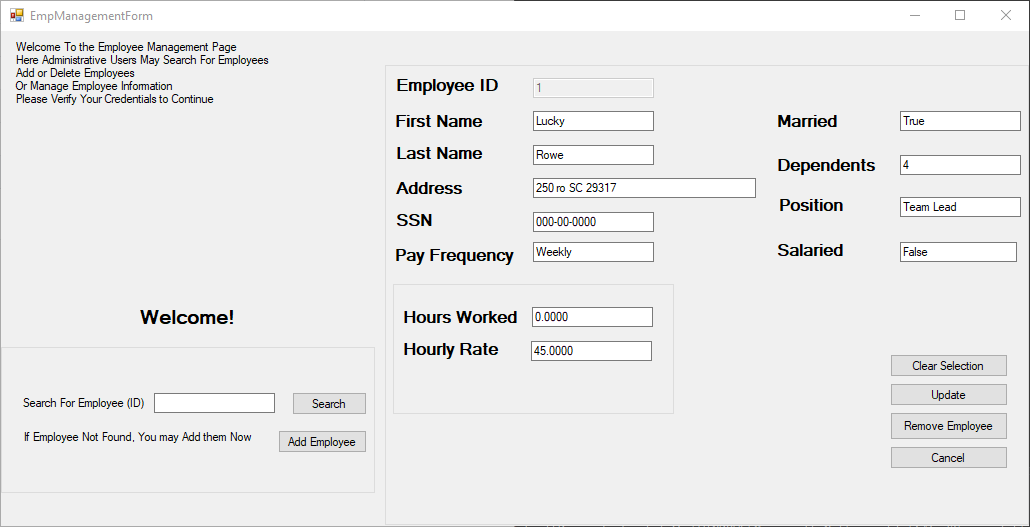 EmpManagementForm
Welcome To the Employee Management Page
Here Administrative Users May Search For Employees
Add or Delete Employees
Or Manage Employee Information
Please Verify Your Credentials to Continue
Employee ID 1
First Name Lucky
Last Name Rowe
Address 250 ro SC 29317
SSN 000-00-0000
Pay Frequency Weekly
Married True
Dependents 4
Position Team Lead
Salaried False
Hours Worked 0.0000
Hourly Rate 45.0000
Welcome!
Search For Employee (ID) Search
If Employee Not Found, You may Add them Now Add Employee
Clear Selection
Update
Remove Employee
Cancel